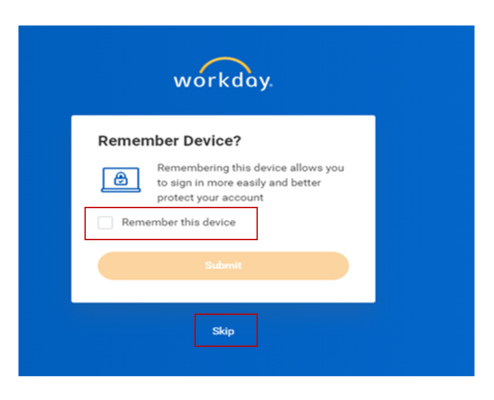 workday.
Remember Device?
Remembering this device allows you
to sign in more easily and better
protect your account
Remember this device
Submit
Skip